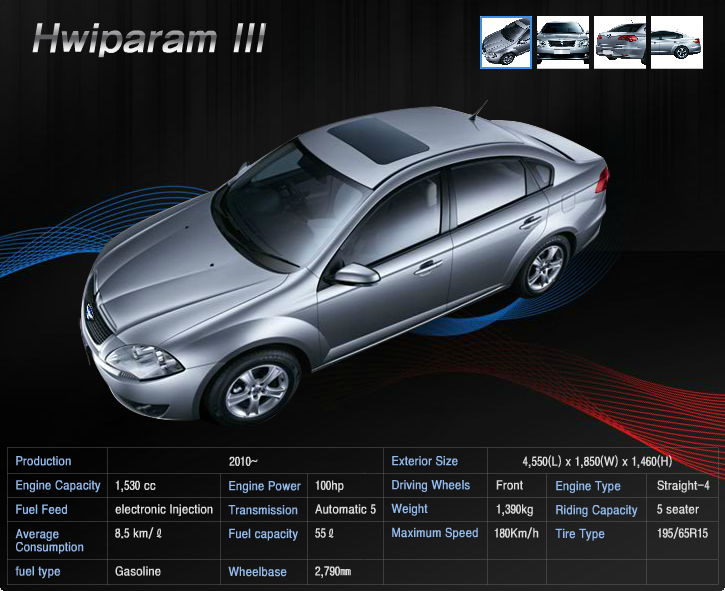 Hwiparam III
Production 2010~ Exterior Size 4,550(L) x 1,850(W) x 1,460(H)
Engine Capacity 1,530 cc Engine Power 100hp Driving Wheels Front Engine Type Straight-4
Fuel Feed electronic Injection Transmission Automatic 5 Weight 1,390kg Riding Capacity 5 seater
Average Consumption 8,5 km/ℓ Fuel capacity 55ℓ Maximum Speed 180Km/h Tire Type 195/65R15
fuel type Gasoline Wheelbase 2,790㎜